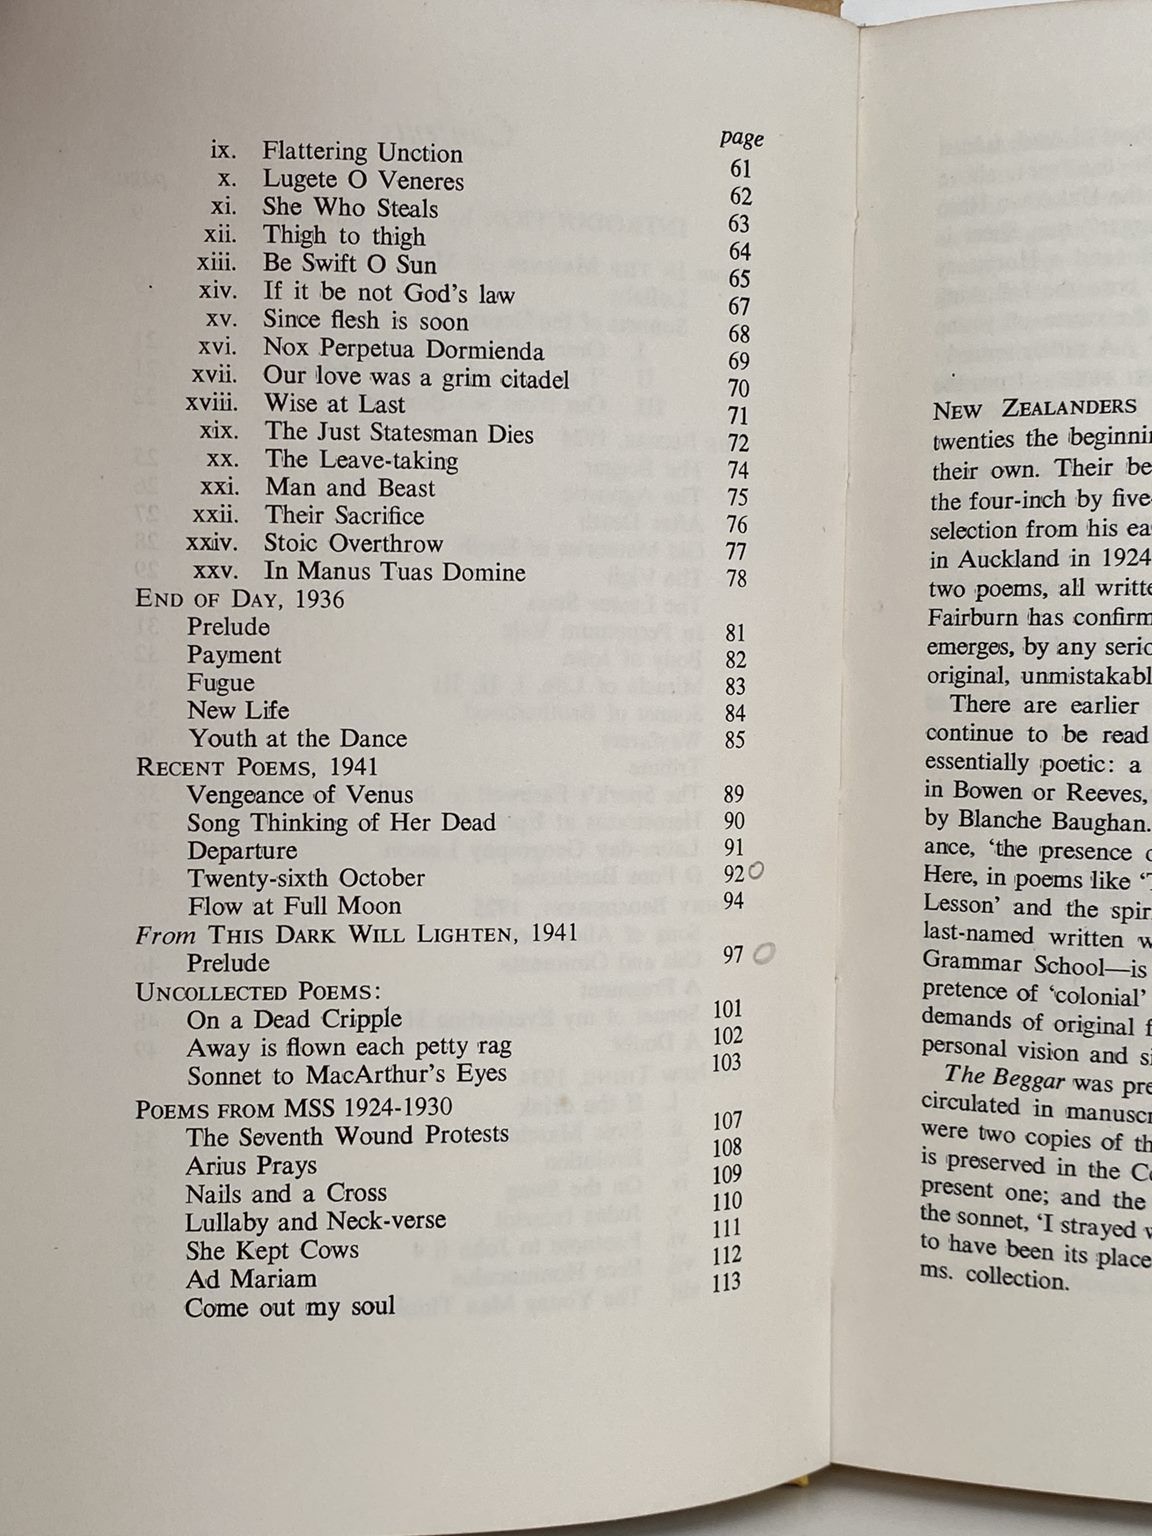 page
ix. Flattering Unction 61
x. Lugete O Veneres 62
xi. She Who Steals 63
xii. Thigh to thigh 64
xiii. Be Swift O Sun 65
xiv. If it be not God's law 67
xv. Since flesh is soon 68
xvi. Nox Perpetua Dormienda 69
xvii. Our love was a grim citadel 70
xviii. Wise at Last 71
xix. The Just Statesman Dies 72
xx. The Leave-taking 74
xxi. Man and Beast 75
xxii. Their Sacrifice 76
xxiv. Stoic Overthrow 77
xxv. In Manus Tuas Domine 78
END OF DAY, 1936
Prelude 81
Payment 82
Fugue 83
New Life 84
Youth at the Dance 85
RECENT POEMS, 1941
Vengeance of Venus 89
Song Thinking of Her Dead 90
Departure 91
Twenty-sixth October 92
Flow at Full Moon 94
From THIS DARK WILL LIGHTEN, 1941
Prelude 97
UNCOLLECTED POEMS:
On a Dead Cripple 101
Away is flown each petty rag 102
Sonnet to MacArthur's Eyes 103
POEMS FROM MSS 1924-1930
The Seventh Wound Protests 107
Arius Prays 108
Nails and a Cross 109
Lullaby and Neck-verse 110
She Kept Cows 111
Ad Mariam 112
Come out my soul 113
NEW ZEALANDERS
twenties the beginni
their own. Their be
the four-inch by five-
selection from his ea
in Auckland in 1924
two poems, all writte
Fairburn has confirm
emerges, by any serio
original, unmistakabl
There are earlier
continue to be read
essentially poetic: a
in Bowen or Reeves,
by Blanche Baughan.
ance, 'the presence o
Here, in poems like 'T
Lesson' and the spir
last-named written w
Grammar School—is
pretence of 'colonial'
demands of original f
personal vision and si
The Beggar was pre
circulated in manuscr
were two copies of th
is preserved in the Co
present one; and the
the sonnet, 'I strayed w
to have been its place
ms. collection.